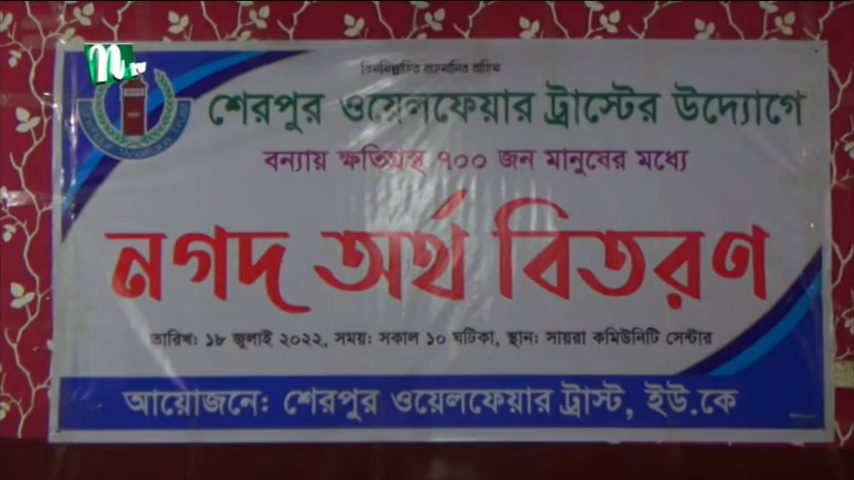 বিসমিল্লাহির রাহমানির রাহিম
শেরপুর ওয়েলফেয়ার ট্রাস্টের উদ্যোগে
বন্যায় ক্ষতিগ্রস্থ ৭০০ জন মানুষের মধ্যে
নগদ অর্থ বিতরণ
তারিখ: ১৮ জুলাই ২০২২, সময়: সকাল ১০ ঘটিকা, স্থান: সায়রা কমিউনিটি সেন্টার
আয়োজনে: শেরপুর ওয়েলফেয়ার ট্রাস্ট, ইউ.কে